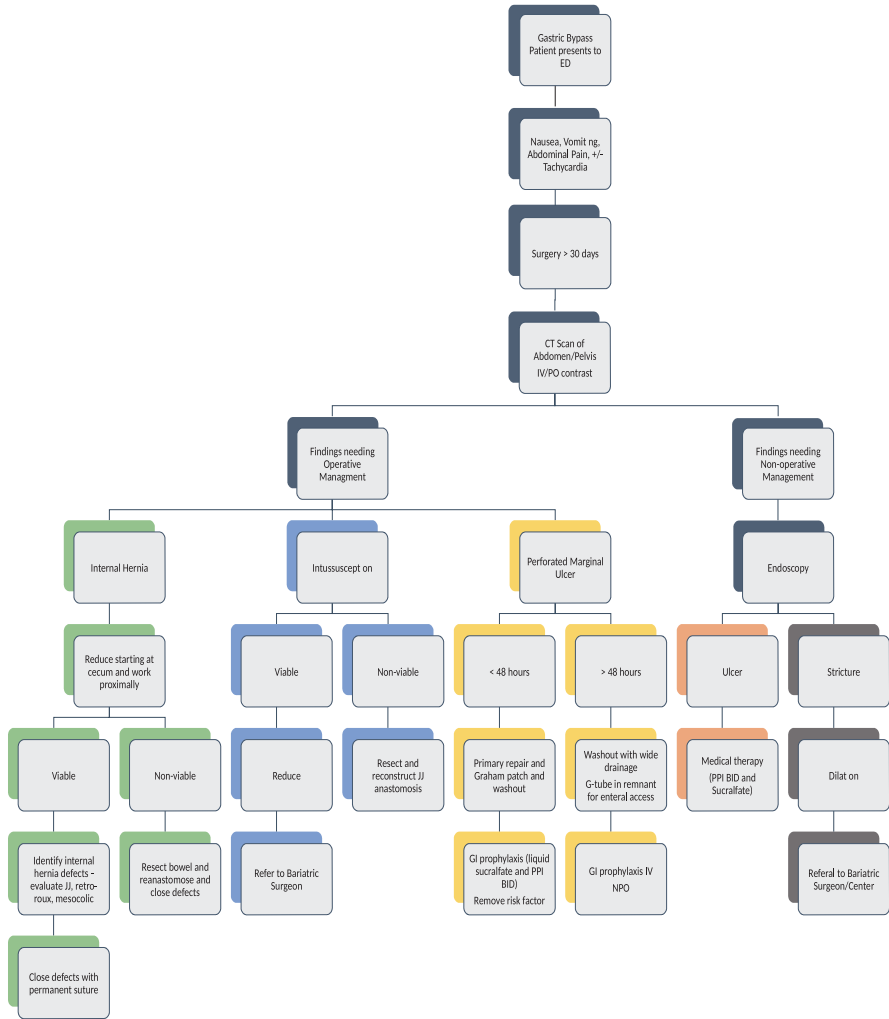 Gastric Bypass
Patient presents to
ED
Nausea, Vomit ng,
Abdominal Pain, +/-
Tachycardia
Surgery > 30 days
CT Scan of
Abdomen/Pelvis
IV/PO contrast
Findings needing
Operative
Managment
Findings needing
Non-operative
Management
Internal Hernia
Intussuscept on
Perforated Marginal
Ulcer
Endoscopy
Reduce starting at
cecum and work
proximally
Viable
Non-viable
< 48 hours
> 48 hours
Ulcer
Stricture
Viable
Non-viable
Reduce
Resect and
reconstruct JJ
anastomosis
Primary repair and
Graham patch and
washout
Washout with wide
drainage
G-tube in remnant
for enteral access
Medical therapy
(PPI BID and
Sucralfate)
Dilat on
Identify internal
hernia defects –
evaluate JJ, retro-
roux, mesocolic
Resect bowel and
reanastomose and
close defects
Refer to Bariatric
Surgeon
GI prophylaxis (liquid
sucralfate and PPI
BID)
Remove risk factor
GI prophylaxis IV
NPO
Referal to Bariatric
Surgeon/Center
Close defects with
permanent suture